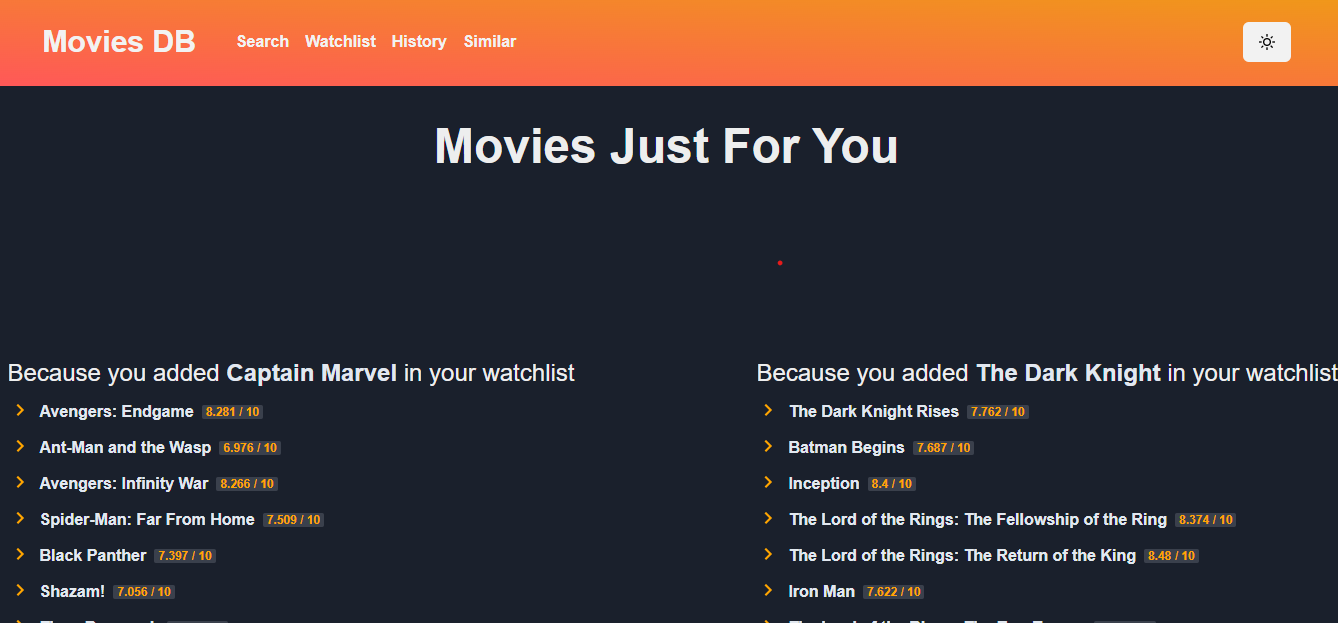 Movies DB
Search Watchlist History Similar
Movies Just For You
Because you added Captain Marvel in your watchlist
Avengers: Endgame 8.281 / 10
Ant-Man and the Wasp 6.976 / 10
Avengers: Infinity War 8.266 / 10
Spider-Man: Far From Home 7.509 / 10
Black Panther 7.397 / 10
Shazam! 7.056 / 10
Because you added The Dark Knight in your watchlist
The Dark Knight Rises 7.762 / 10
Batman Begins 7.687 / 10
Inception 8.4 / 10
The Lord of the Rings: The Fellowship of the Ring 8.374 / 10
The Lord of the Rings: The Return of the King 8.48 / 10
Iron Man 7.622 / 10